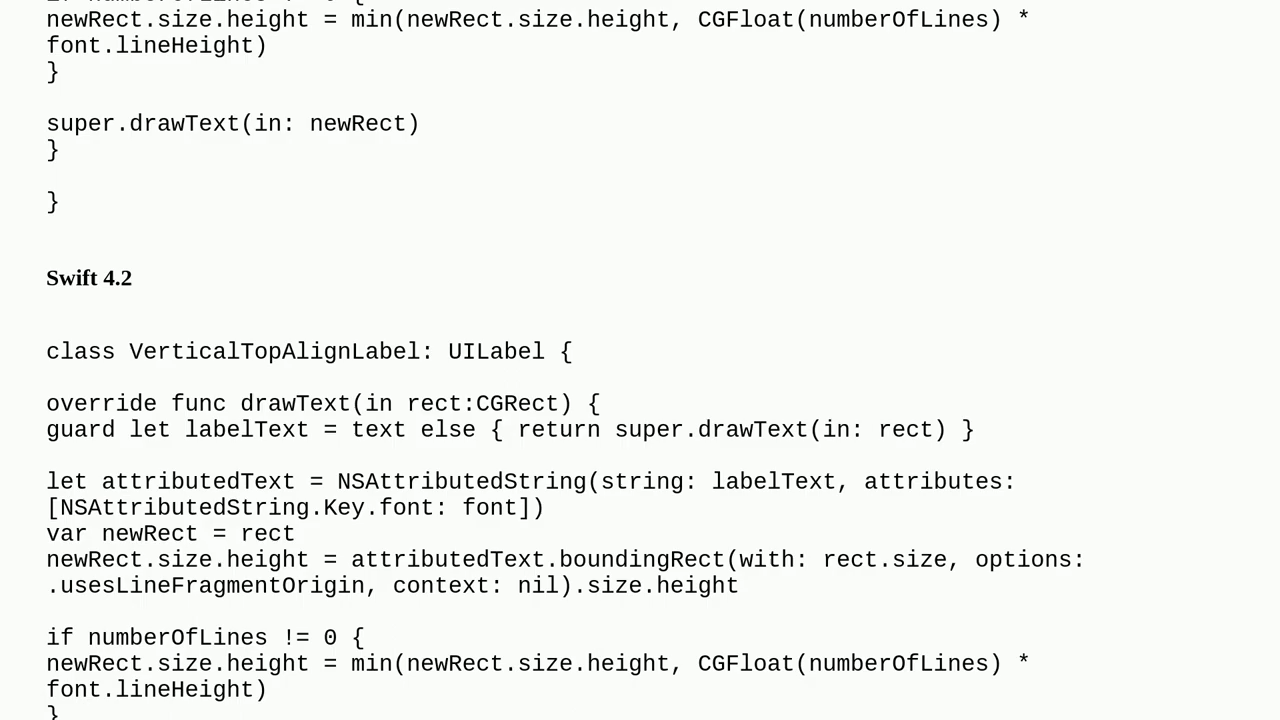 newRect.size.height = min(newRect.size.height, CGFloat(numberOfLines) *
font.lineHeight)
}
super.drawText(in: newRect)
}
}
Swift 4.2
class VerticalTopAlignLabel: UILabel {
override func drawText(in rect:CGRect) {
guard let labelText = text else { return super.drawText(in: rect) }
let attributedText = NSAttributedString(string: labelText, attributes:
[NSAttributedString.Key.font: font])
var newRect = rect
newRect.size.height = attributedText.boundingRect(with: rect.size, options:
.usesLineFragmentOrigin, context: nil).size.height
if numberOfLines != 0 {
newRect.size.height = min(newRect.size.height, CGFloat(numberOfLines) *
font.lineHeight)
}